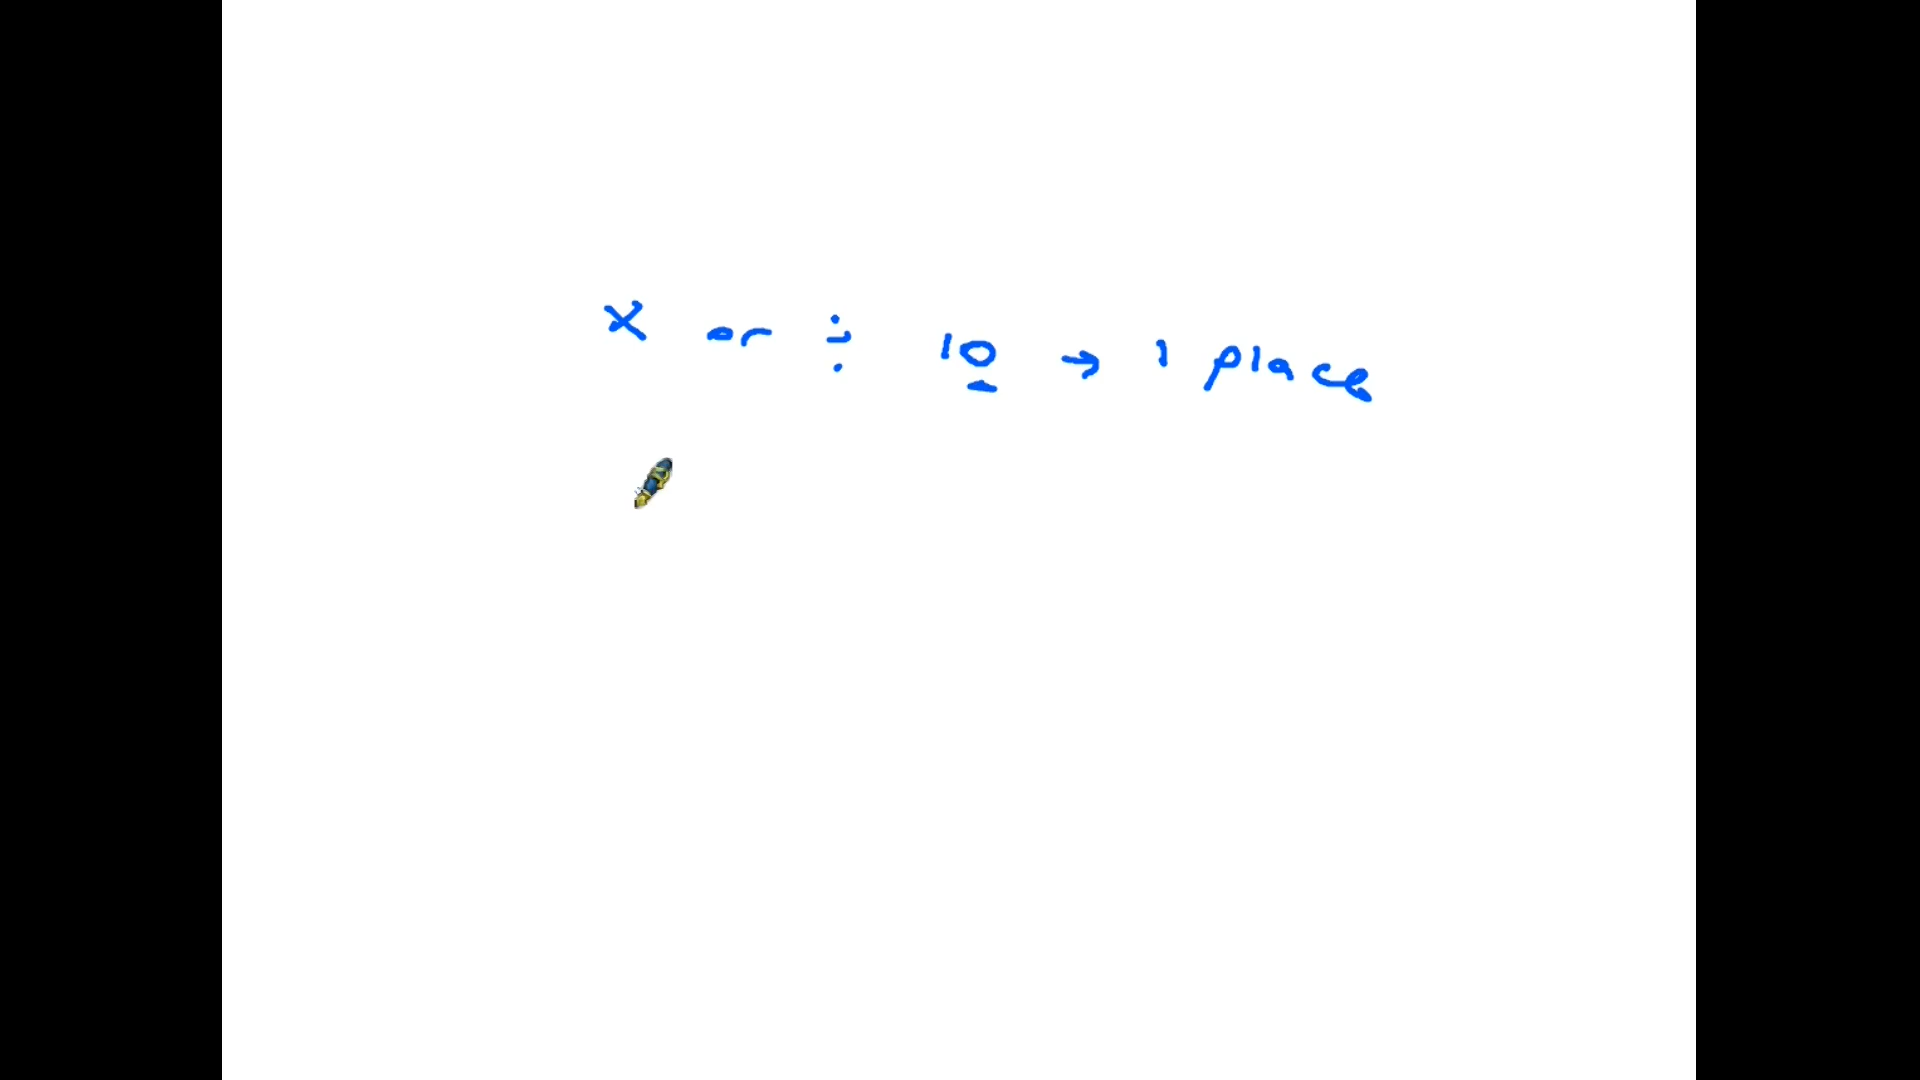 × or ÷ 10 → 1 place